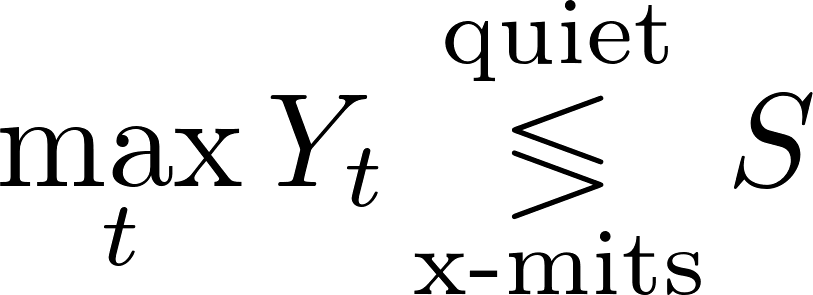 quiet
max Y_t ≶ S
t
x-mits